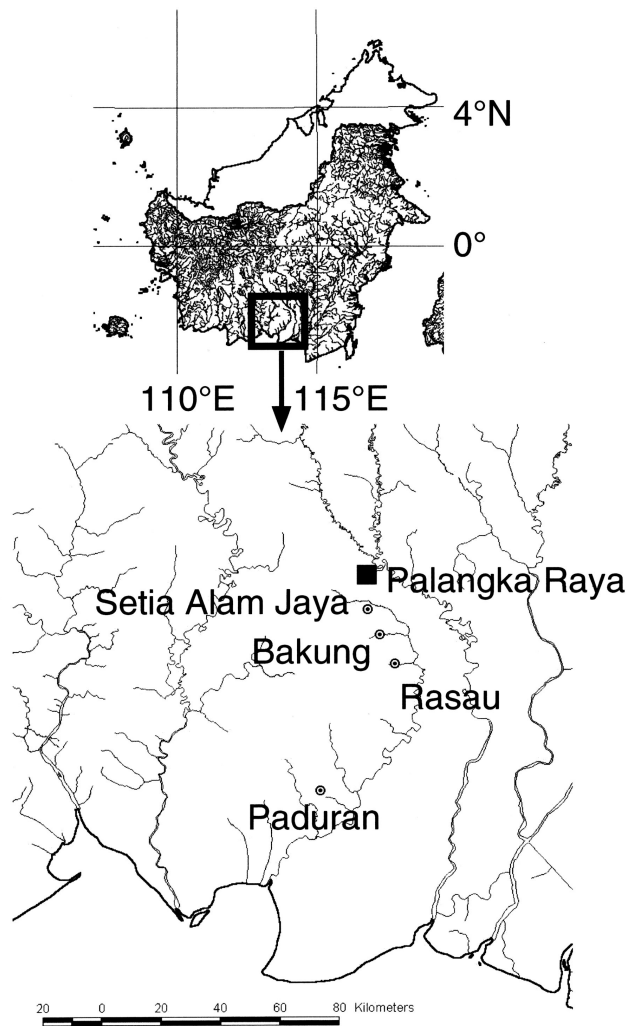 4°N
0°
110°E 115°E
Palangka Raya
Setia Alam Jaya
Bakung
Rasau
Paduran
20 0 20 40 60 80 Kilometers